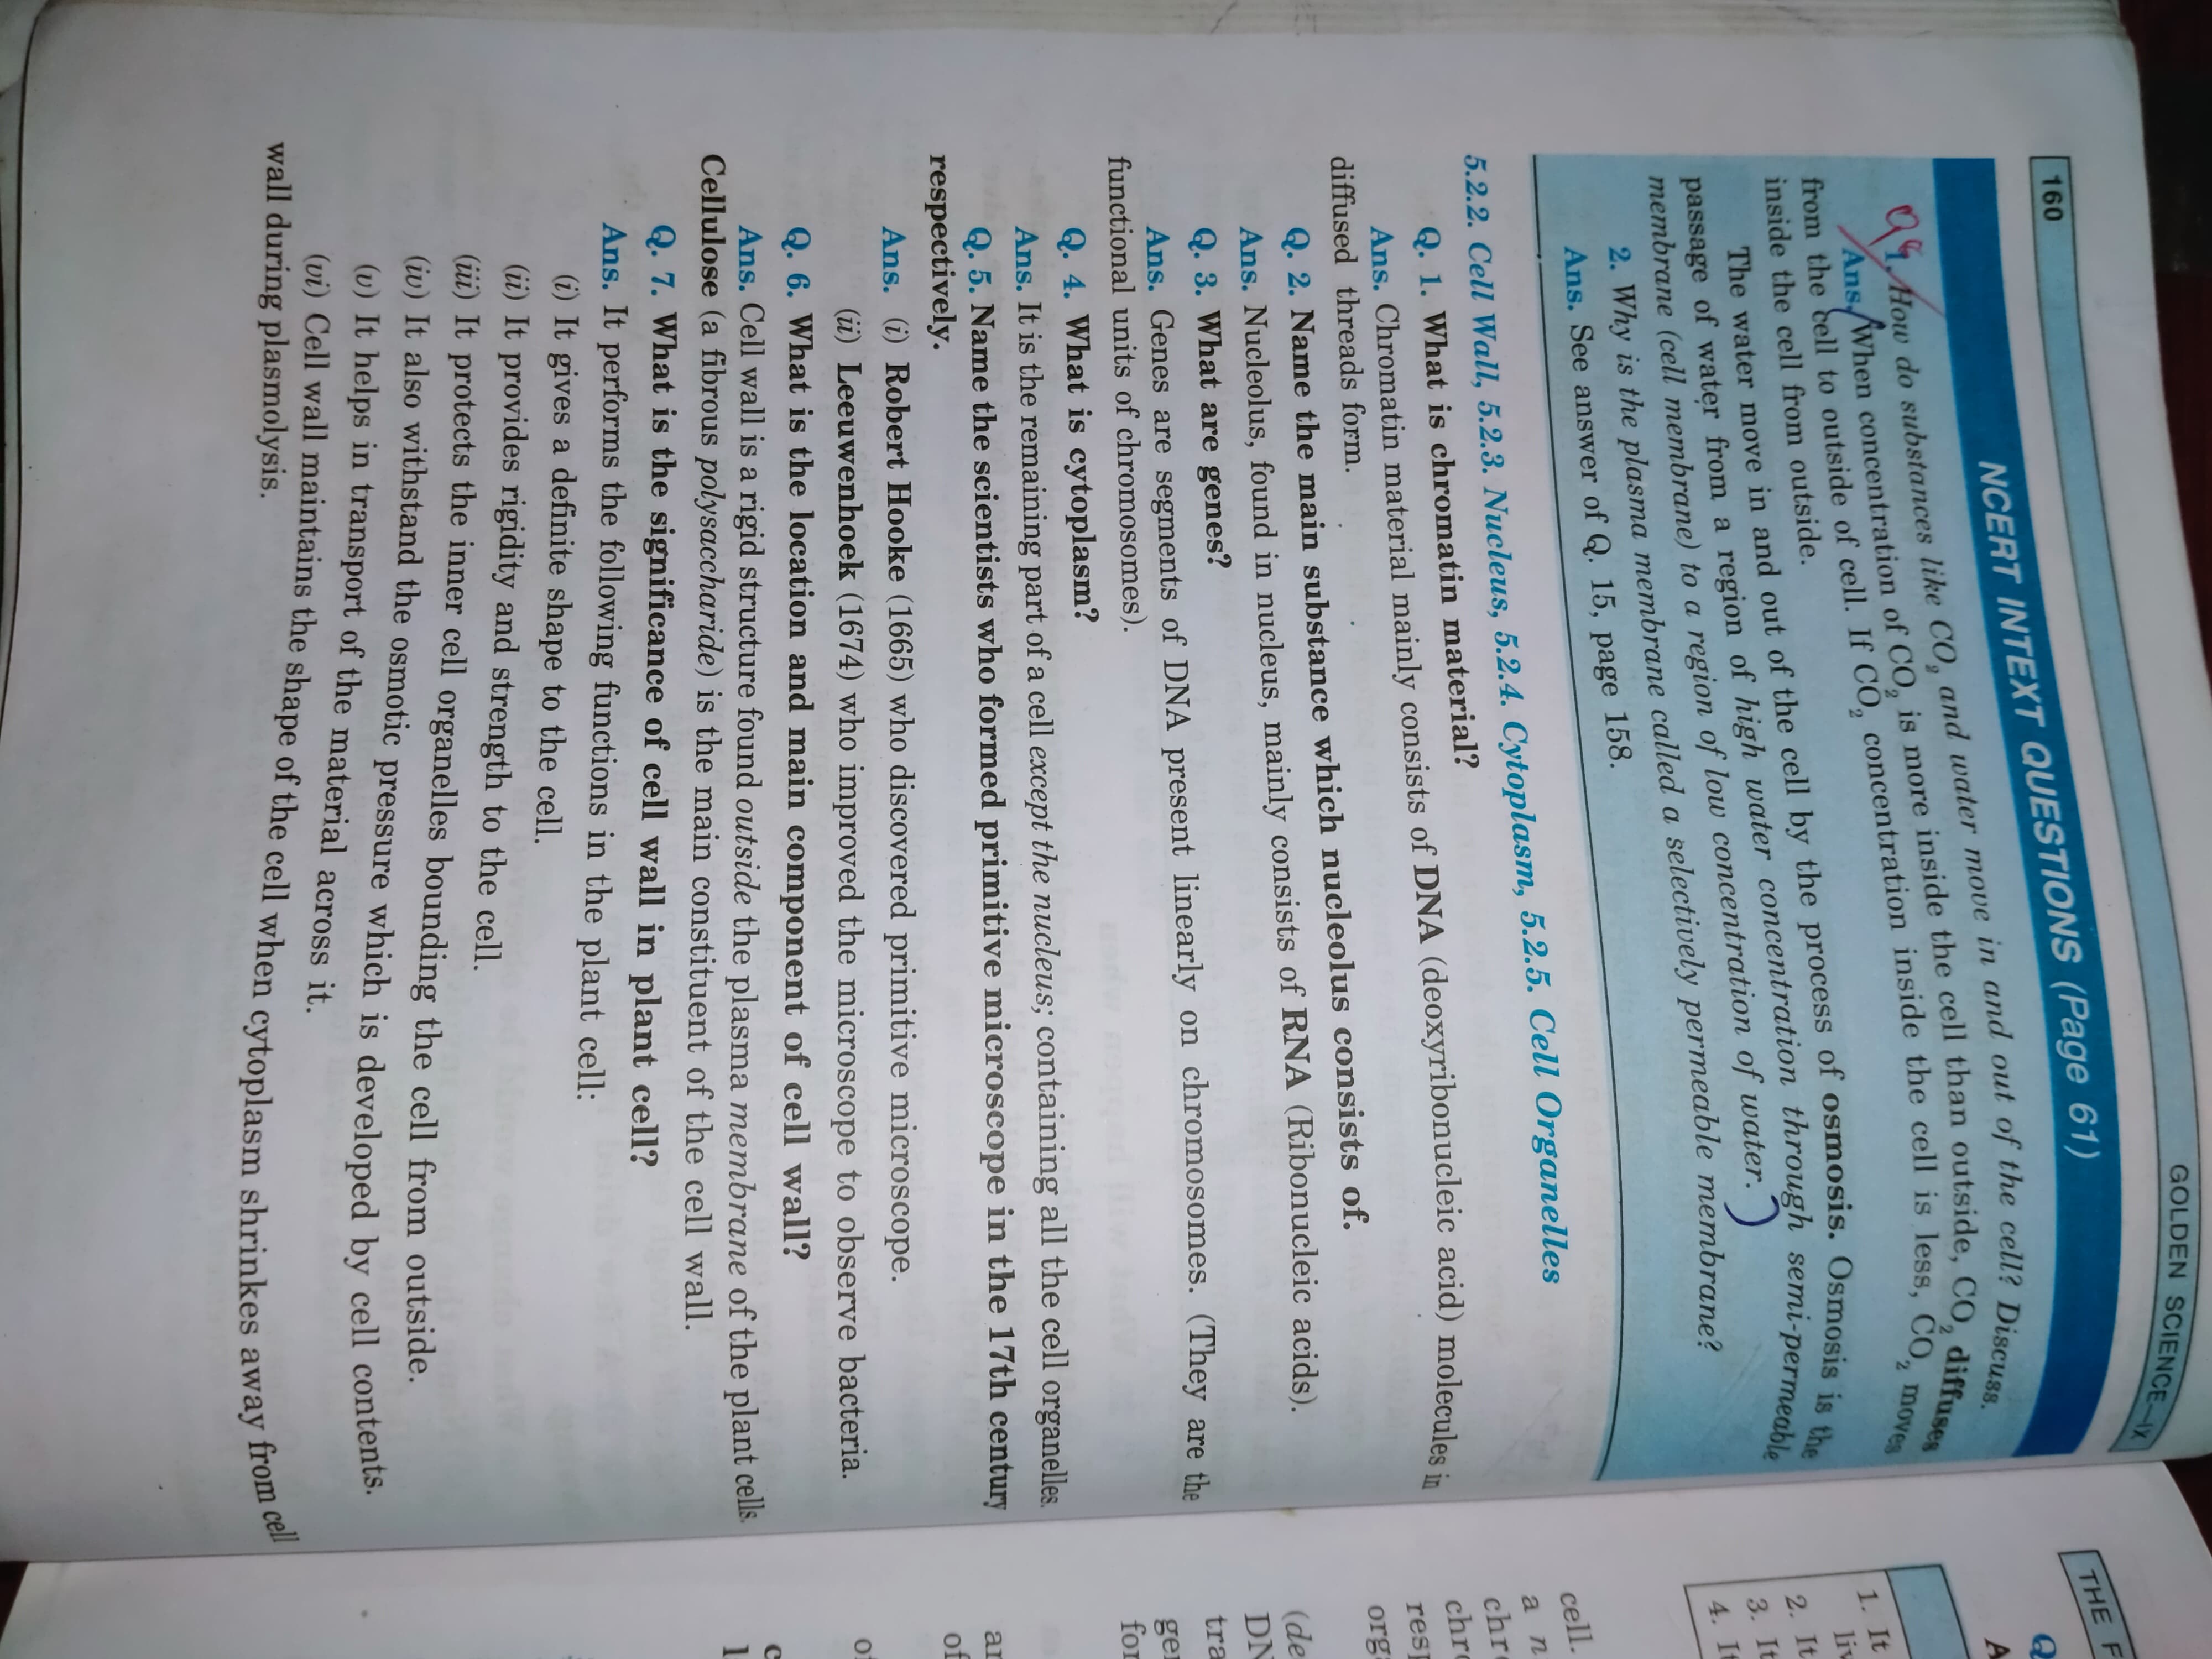 GOLDEN SCIENCE—IX
160
NCERT INTEXT QUESTIONS (Page 61)
Q8
1. How do substances like CO₂ and water move in and out of the cell? Discuss.
Ans. When concentration of CO₂ is more inside the cell than outside, CO₂ diffuses
from the cell to outside of cell. If CO₂ concentration inside the cell is less, CO₂ moves
inside the cell from outside.
The water move in and out of the cell by the process of osmosis. Osmosis is the
passage of water from a region of high water concentration through semi-permeable
membrane (cell membrane) to a region of low concentration of water.
2. Why is the plasma membrane called a selectively permeable membrane?
Ans. See answer of Q. 15, page 158.
5.2.2. Cell Wall, 5.2.3. Nucleus, 5.2.4. Cytoplasm, 5.2.5. Cell Organelles
Q. 1. What is chromatin material?
Ans. Chromatin material mainly consists of DNA (deoxyribonucleic acid) molecules in
diffused threads form.
Q. 2. Name the main substance which nucleolus consists of.
Ans. Nucleolus, found in nucleus, mainly consists of RNA (Ribonucleic acids).
Q. 3. What are genes?
Ans. Genes are segments of DNA present linearly on chromosomes. (They are the
functional units of chromosomes).
Q. 4. What is cytoplasm?
Ans. It is the remaining part of a cell except the nucleus; containing all the cell organelles.
Q. 5. Name the scientists who formed primitive microscope in the 17th century
respectively.
Ans. (i) Robert Hooke (1665) who discovered primitive microscope.
(ii) Leeuwenhoek (1674) who improved the microscope to observe bacteria.
Q. 6. What is the location and main component of cell wall?
Ans. Cell wall is a rigid structure found outside the plasma membrane of the plant cells.
Cellulose (a fibrous polysaccharide) is the main constituent of the cell wall.
Q. 7. What is the significance of cell wall in plant cell?
Ans. It performs the following functions in the plant cell:
(i) It gives a definite shape to the cell.
(ii) It provides rigidity and strength to the cell.
(iii) It protects the inner cell organelles bounding the cell from outside.
(iv) It also withstand the osmotic pressure which is developed by cell contents.
(v) It helps in transport of the material across it.
(vi) Cell wall maintains the shape of the cell when cytoplasm shrinkes away from cell
wall during plasmolysis.
THE
1. It
2. It
3. It
4. It
cell.
a